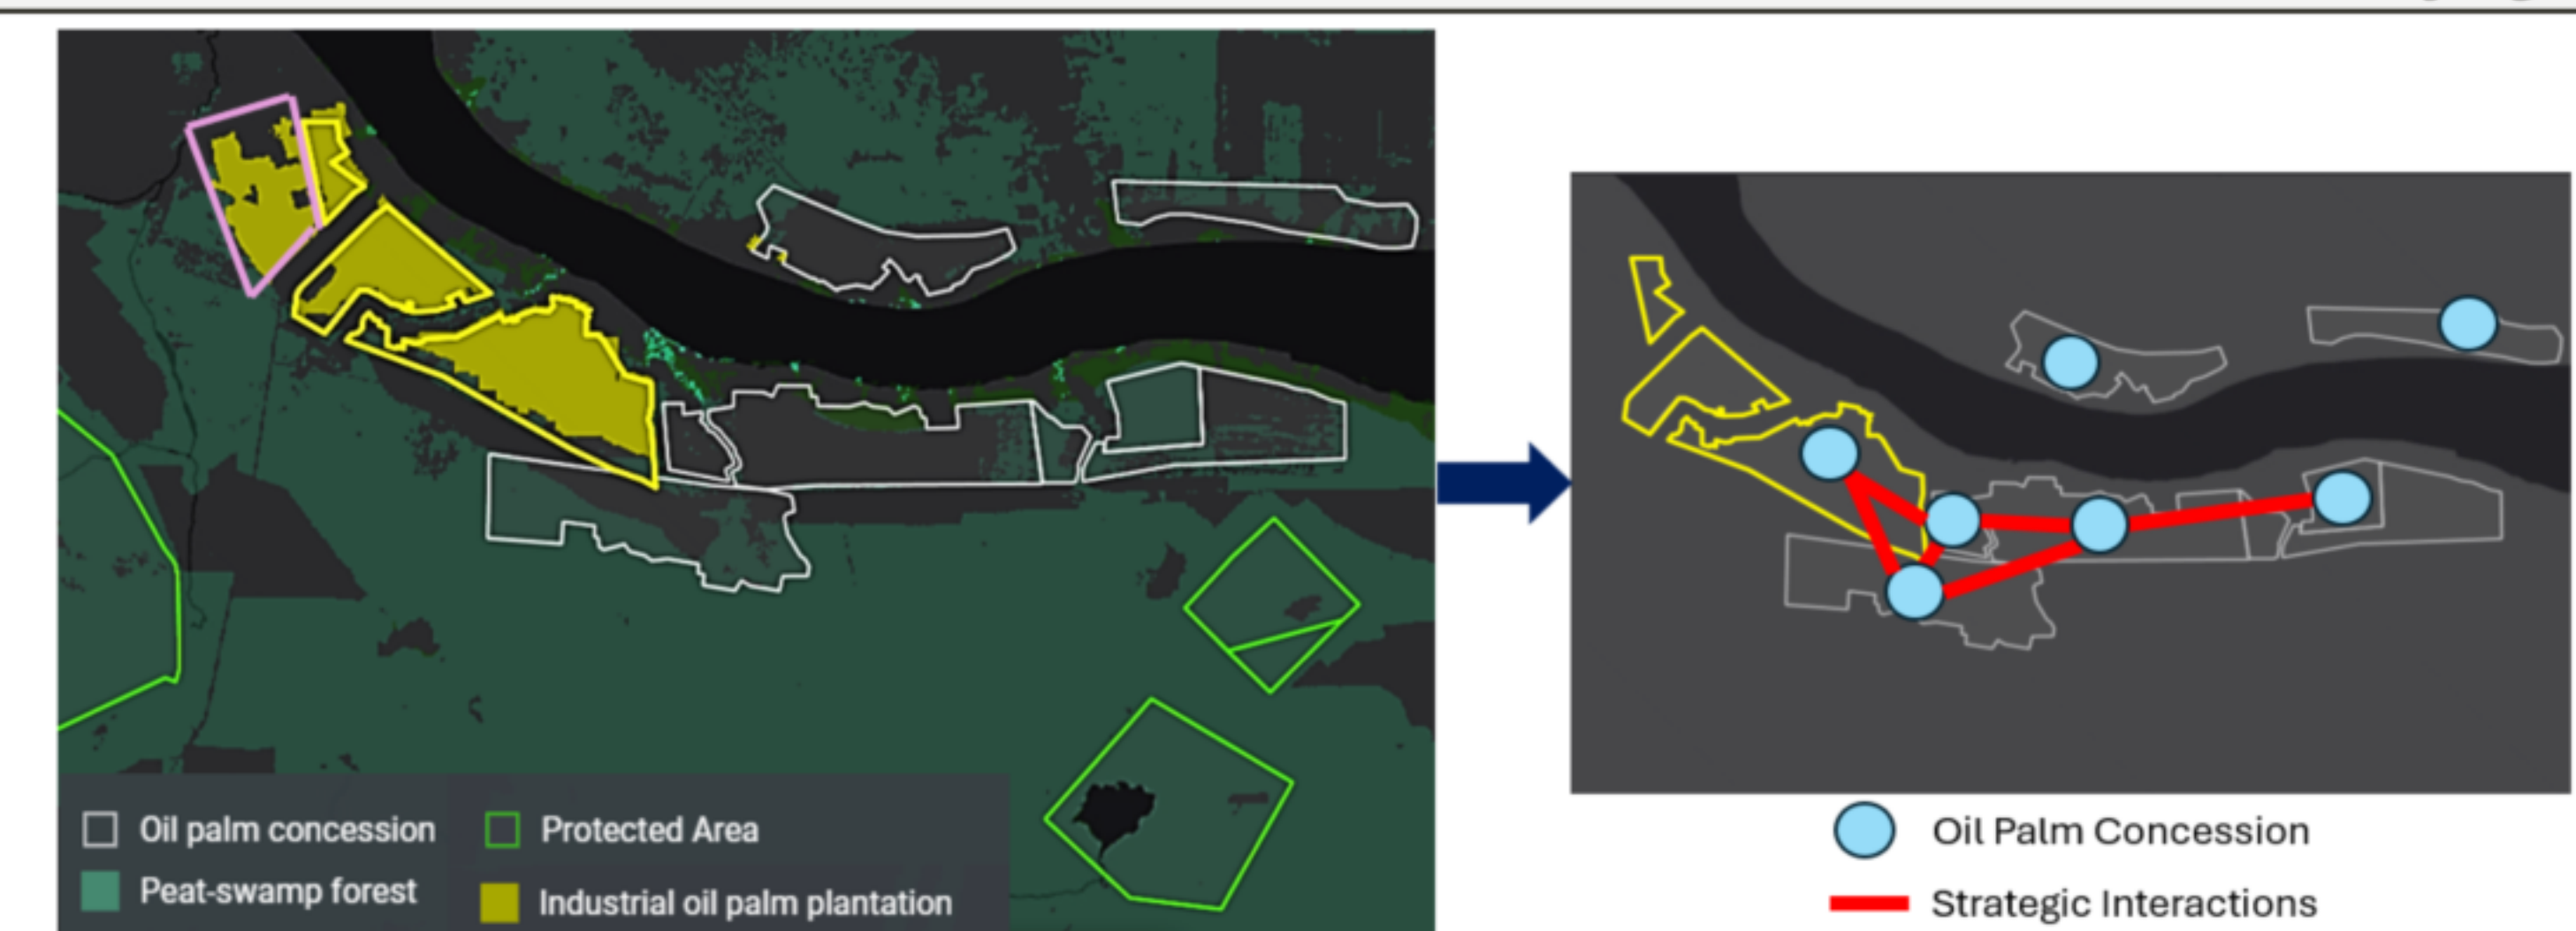 Oil palm concession
Protected Area
Peat-swamp forest
Industrial oil palm plantation
Oil Palm Concession
Strategic Interactions